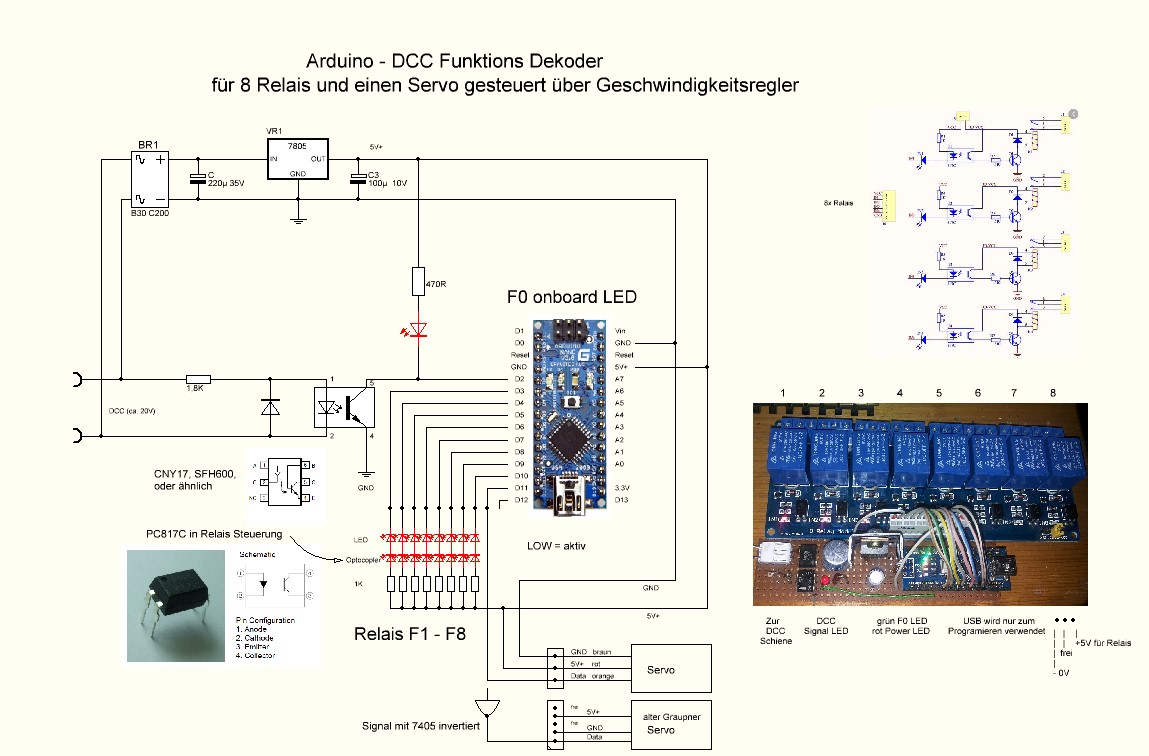 Arduino - DCC Funktions Dekoder
für 8 Relais und einen Servo gesteuert über Geschwindigkeitsregler
BR1
B30 C200
C
220µ 35V
VR1
7805
IN
OUT
GND
5V+
C3
100µ 10V
470R
8x Relais
F0 onboard LED
D1
D0
Reset
GND
D2
D3
D4
D5
D6
D7
D8
D9
D10
D11
D12
Vin
GND
Reset
5V+
A7
A6
A5
A4
A3
A2
A1
A0
3.3V
D13
1,8K
DCC (ca. 20V)
1
2
5
4
GND
CNY17, SFH600,
oder ähnlich
PC817C in Relais Steuerung
Schematic
Pin Configuration
1. Anode
2. Cathode
3. Emitter
4. Collector
LED
Optocopler
1K
LOW = aktiv
GND
5V+
Relais F1 - F8
GND braun
5V+ rot
Data orange
Servo
Signal mit 7405 invertiert
5V+
GND
Data
alter Graupner
Servo
1 2 3 4 5 6 7 8
Zur
DCC
Schiene
DCC
Signal LED
grün F0 LED
rot Power LED
USB wird nur zum
Programieren verwendet
+5V für Relais
frei
- 0V